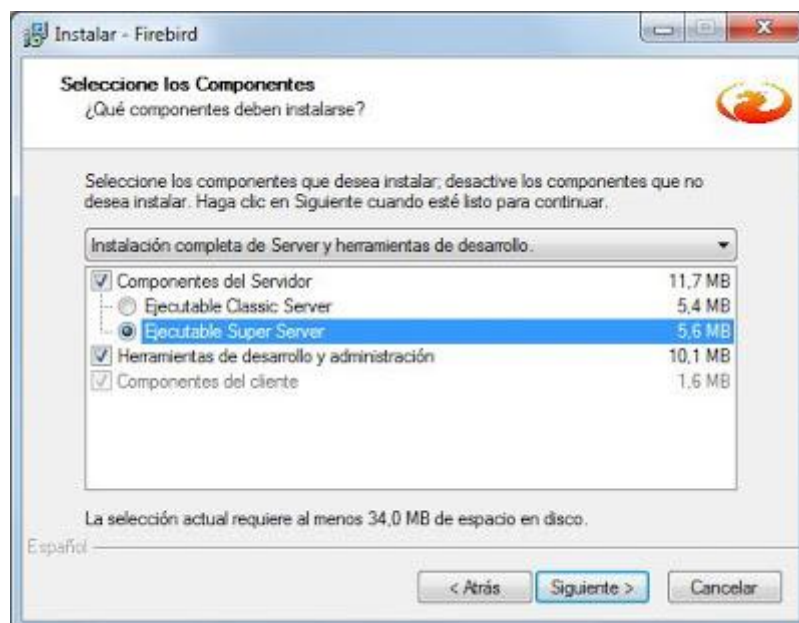 Instalar - Firebird
Seleccione los Componentes
¿Qué componentes deben instalarse?
Seleccione los componentes que desea instalar; desactive los componentes que no
desea instalar. Haga clic en Siguiente cuando esté listo para continuar.
Instalación completa de Server y herramientas de desarrollo.
Componentes del Servidor 11,7 MB
Ejecutable Classic Server 5,4 MB
Ejecutable Super Server 5,6 MB
Herramientas de desarrollo y administración 10,1 MB
Componentes del cliente 1,6 MB
La selección actual requiere al menos 34,0 MB de espacio en disco.
Español
< Atrás Siguiente > Cancelar